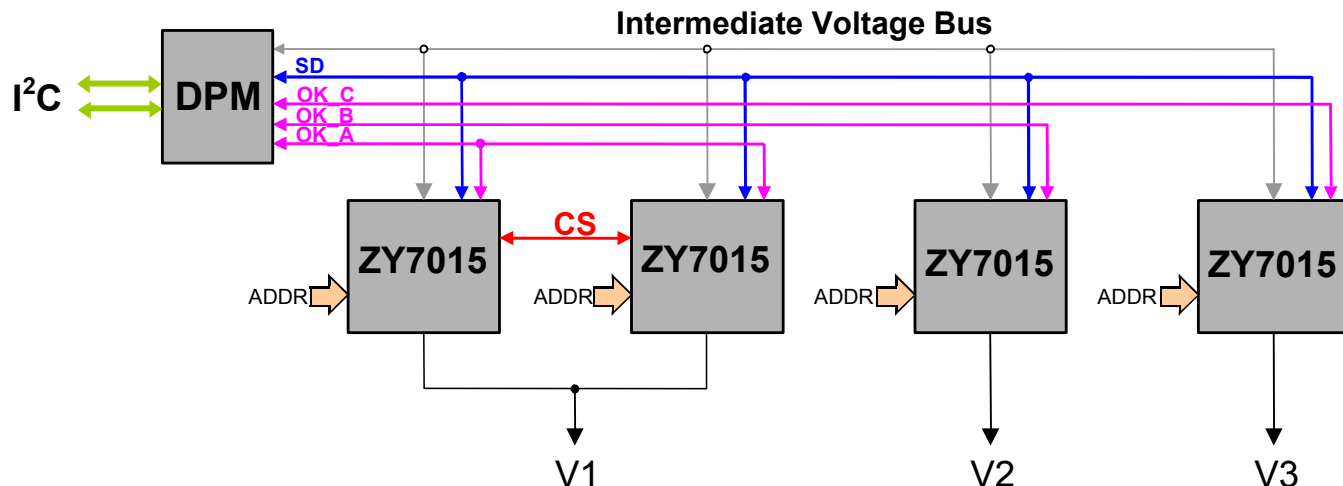 Intermediate Voltage Bus
I²C
DPM
SD
OK_C
OK_B
OK_A
ZY7015
CS
ZY7015
ZY7015
ZY7015
ADDR
ADDR
ADDR
ADDR
V1
V2
V3